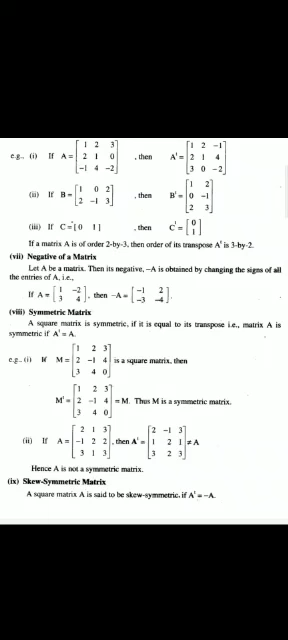 e.g., (i) If A = [1 2 3; 2 1 0; -1 4 -2] , then A^t = [1 2 -1; 2 1 4; 3 0 -2]
(ii) If B = [1 0 2; 2 -1 3] , then B^t = [1 2; 0 -1; 2 3]
(iii) If C = [0 1] , then C^t = [0; 1]
If a matrix A is of order 2-by-3, then order of its transpose A^t is 3-by-2.
(vii) Negative of a Matrix
Let A be a matrix. Then its negative, -A is obtained by changing the signs of all
the entries of A, i.e.,
If A = [1 -2; 3 4], then -A = [-1 2; -3 -4].
(viii) Symmetric Matrix
A square matrix is symmetric, if it is equal to its transpose i.e., matrix A is
symmetric if A^t = A.
e.g., (i) If M = [1 2 3; 2 -1 4; 3 4 0] is a square matrix, then
M^t = [1 2 3; 2 -1 4; 3 4 0] = M. Thus M is a symmetric matrix.
(ii) If A = [2 1 3; -1 2 2; 3 1 3], then A^t = [2 -1 3; 1 2 1; 3 2 3] ≠ A
Hence A is not a symmetric matrix.
(ix) Skew-Symmetric Matrix
A square matrix A is said to be skew-symmetric, if A^t = -A.